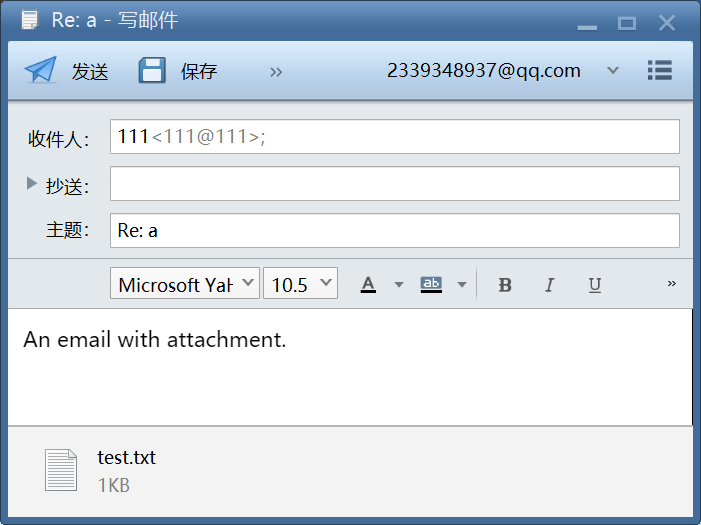 Re: a - 写邮件
发送 保存 » 2339348937@qq.com
收件人： 111<111@111>;
抄送：
主题： Re: a
Microsoft YaH 10.5 A ab B I U »
An email with attachment.
test.txt
1KB